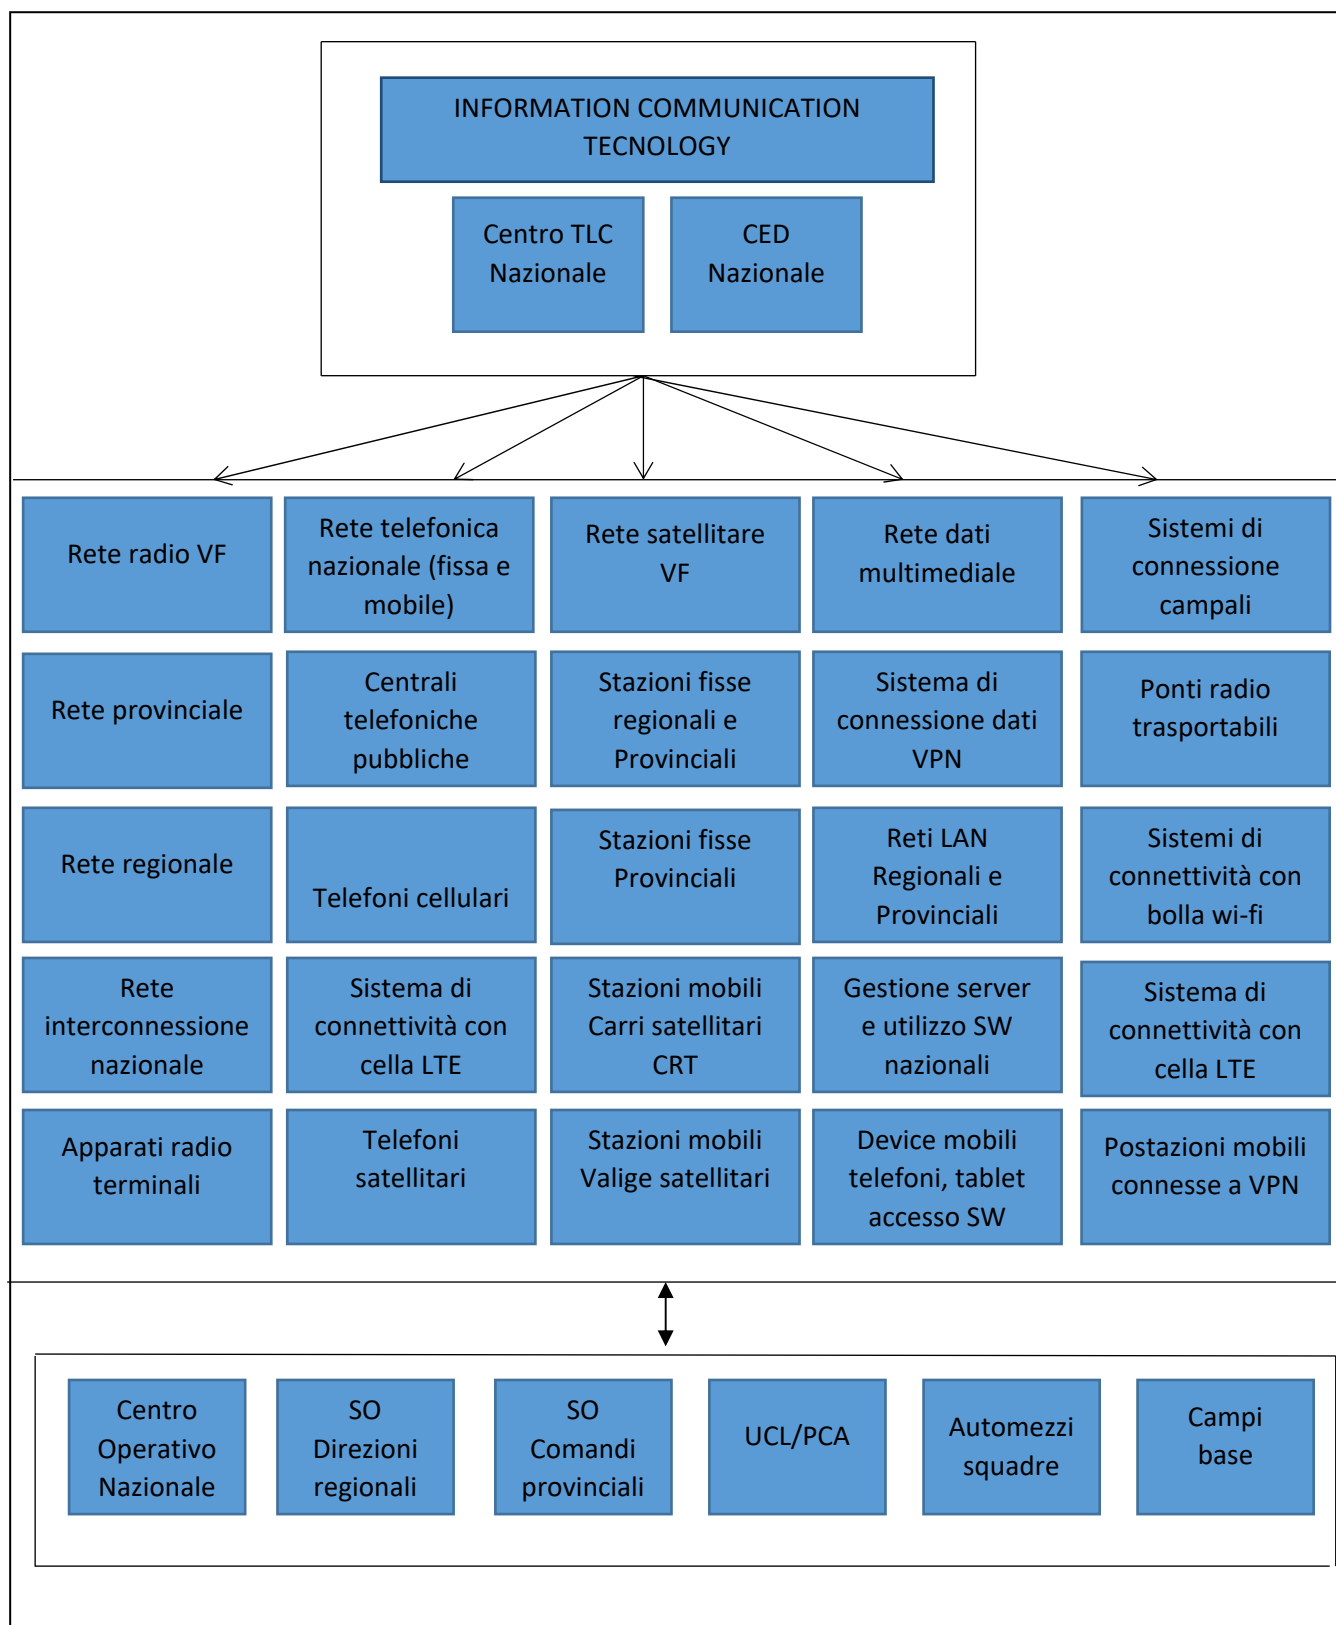 INFORMATION COMMUNICATION
TECNOLOGY
Centro TLC
Nazionale
CED
Nazionale
Rete radio VF
Rete telefonica
nazionale (fissa e
mobile)
Rete satellitare
VF
Rete dati
multimediale
Sistemi di
connessione
campali
Rete provinciale
Centrali
telefoniche
pubbliche
Stazioni fisse
regionali e
Provinciali
Sistema di
connessione dati
VPN
Ponti radio
trasportabili
Rete regionale
Telefoni cellulari
Stazioni fisse
Provinciali
Reti LAN
Regionali e
Provinciali
Sistemi di
connettività con
bolla wi-fi
Rete
interconnessione
nazionale
Sistema di
connettività con
cella LTE
Stazioni mobili
Carri satellitari
CRT
Gestione server
e utilizzo SW
nazionali
Sistema di
connettività con
cella LTE
Apparati radio
terminali
Telefoni
satellitari
Stazioni mobili
Valige satellitari
Device mobili
telefoni, tablet
accesso SW
Postazioni mobili
connesse a VPN
Centro
Operativo
Nazionale
SO
Direzioni
regionali
SO
Comandi
provinciali
UCL/PCA
Automezzi
squadre
Campi
base